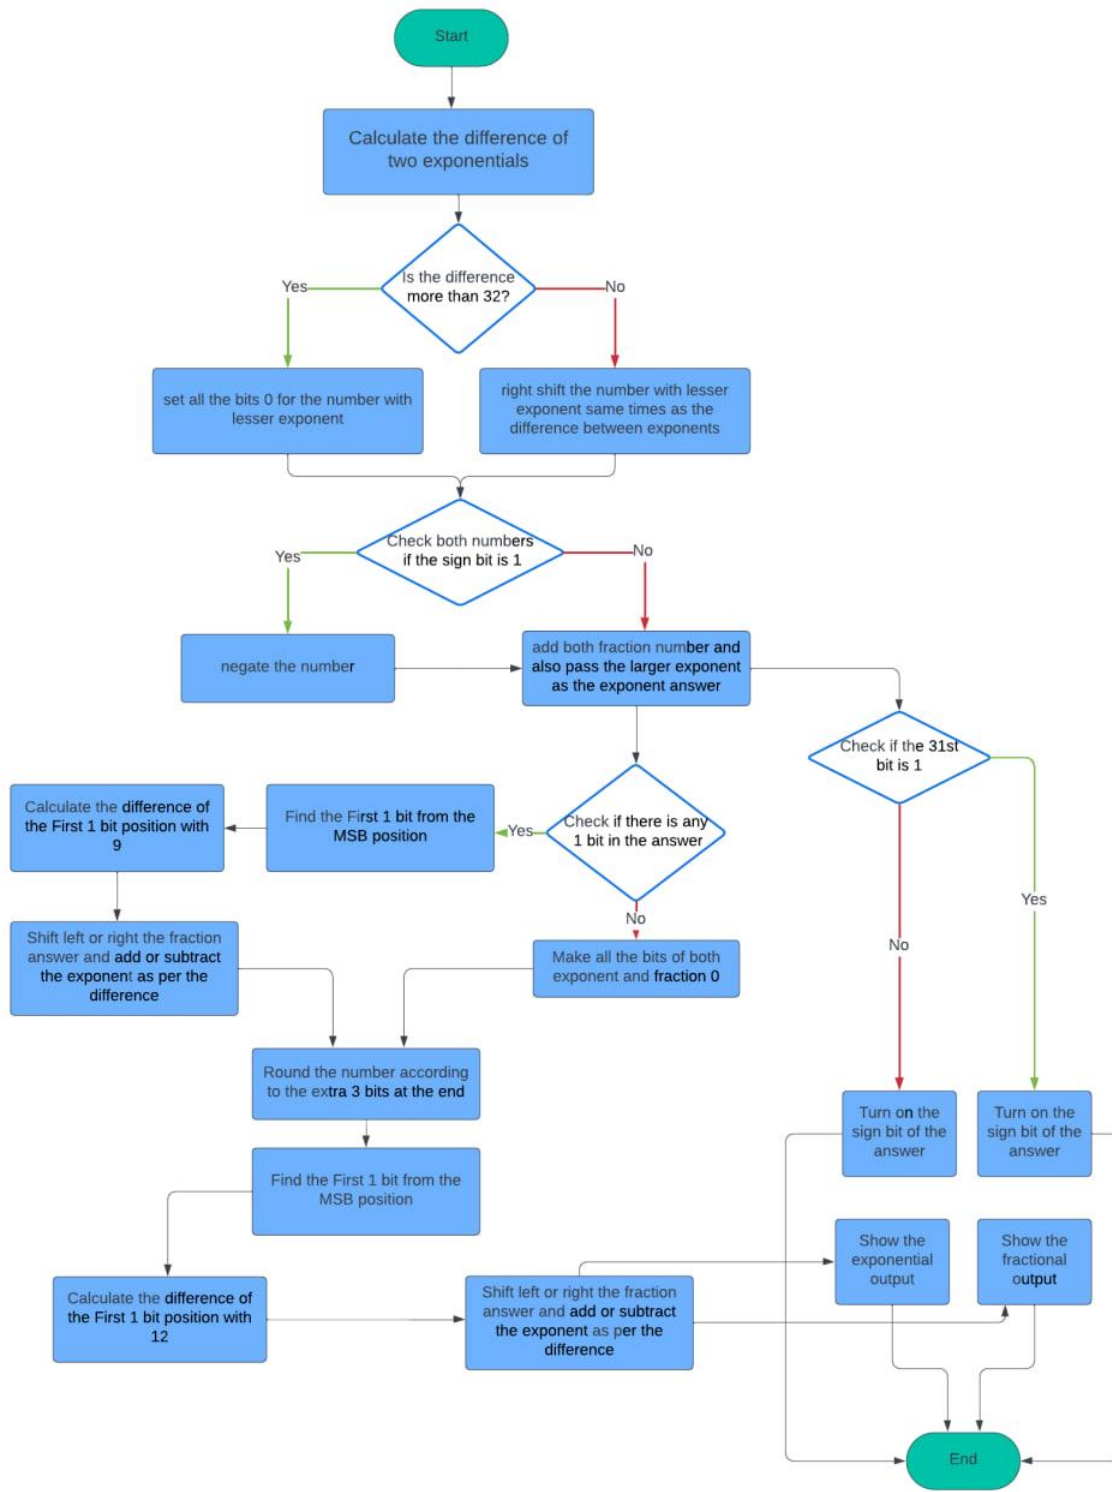 Start
Calculate the difference of
two exponentials
Is the difference
more than 32?
Yes
No
set all the bits 0 for the number with
lesser exponent
right shift the number with lesser
exponent same times as the
difference between exponents
Check both numbers
if the sign bit is 1
Yes
No
negate the number
add both fraction number and
also pass the larger exponent
as the exponent answer
Check if the 31st
bit is 1
Calculate the difference of
the First 1 bit position with
9
Find the First 1 bit from the
MSB position
Yes
Check if there is any
1 bit in the answer
Yes
No
No
Shift left or right the fraction
answer and add or subtract
the exponent as per the
difference
Make all the bits of both
exponent and fraction 0
Round the number according
to the extra 3 bits at the end
Turn on the
sign bit of the
answer
Turn on the
sign bit of the
answer
Find the First 1 bit from the
MSB position
Show the
exponential
output
Show the
fractional
output
Calculate the difference of
the First 1 bit position with
12
Shift left or right the fraction
answer and add or subtract
the exponent as per the
difference
End